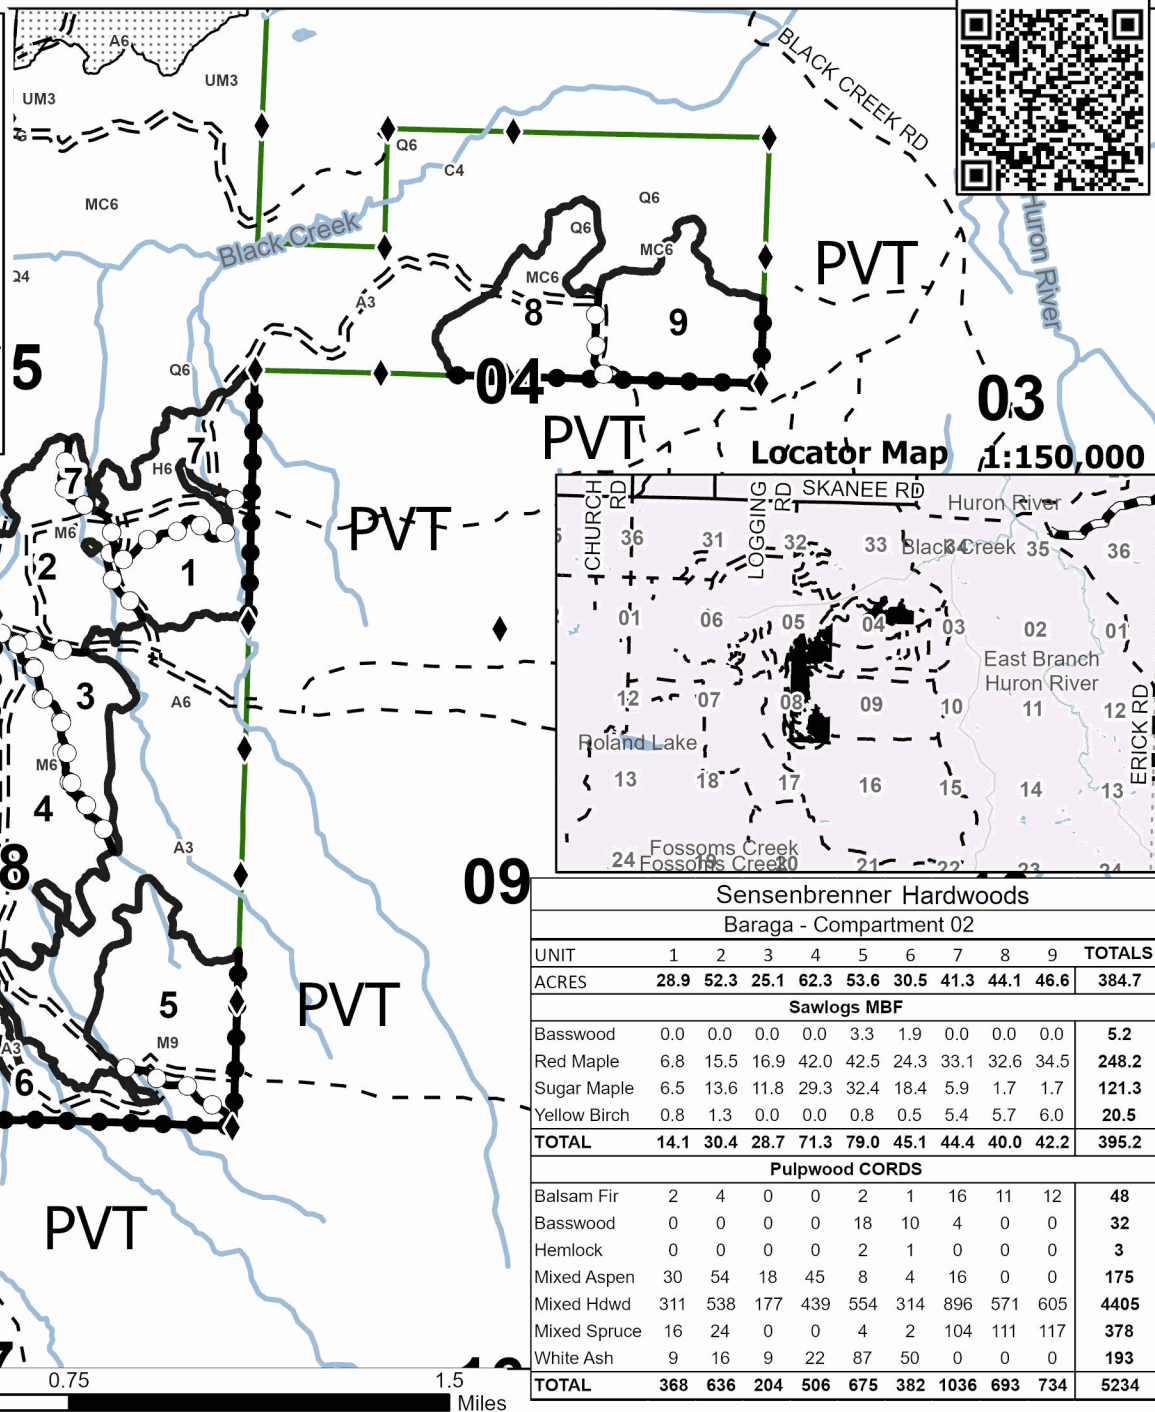 A6
UM3
UM3
BLACK CREEK RD
Q6
C4
MC6
Q6
Huron River
Q6
MC6
Black Creek
PVT
Q4
MC6
A3
8
9
5
Q6
04
03
PVT
Locator Map 1:150,000
7
H6
7
PVT
M6
2
1
CHURCH RD
LOGGING RD
SKANEE RD
Huron River
36 31 32 33 34 35 36
Black Creek
01 06 05 04 03 02 01
East Branch
Huron River
12 07 08 09 10 11 12
ERICK RD
Roland Lake
13 18 17 16 15 14 13
Fossoms Creek
24 19 20 21 22 23 24
Fossoms Creek
3
A6
M6
4
A3
8
09
5
PVT
M9
A3
6
PVT
Sensenbrenner Hardwoods
Baraga - Compartment 02
UNIT 1 2 3 4 5 6 7 8 9 TOTALS
ACRES 28.9 52.3 25.1 62.3 53.6 30.5 41.3 44.1 46.6 384.7
Sawlogs MBF
Basswood 0.0 0.0 0.0 0.0 3.3 1.9 0.0 0.0 0.0 5.2
Red Maple 6.8 15.5 16.9 42.0 42.5 24.3 33.1 32.6 34.5 248.2
Sugar Maple 6.5 13.6 11.8 29.3 32.4 18.4 5.9 1.7 1.7 121.3
Yellow Birch 0.8 1.3 0.0 0.0 0.8 0.5 5.4 5.7 6.0 20.5
TOTAL 14.1 30.4 28.7 71.3 79.0 45.1 44.4 40.0 42.2 395.2
Pulpwood CORDS
Balsam Fir 2 4 0 0 2 1 16 11 12 48
Basswood 0 0 0 0 18 10 4 0 0 32
Hemlock 0 0 0 0 2 1 0 0 0 3
Mixed Aspen 30 54 18 45 8 4 16 0 0 175
Mixed Hdwd 311 538 177 439 554 314 896 571 605 4405
Mixed Spruce 16 24 0 0 4 2 104 111 117 378
White Ash 9 16 9 22 87 50 0 0 0 193
TOTAL 368 636 204 506 675 382 1036 693 734 5234
0.75 1.5
Miles